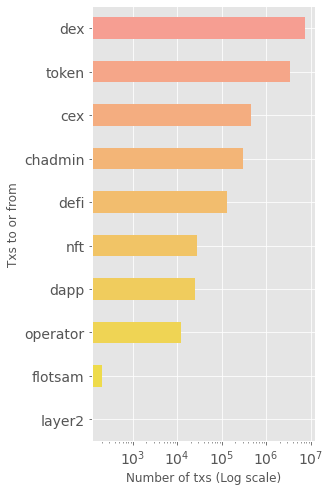 dex
token
cex
chadmin
defi
nft
dapp
operator
flotsam
layer2
Txs to or from
10³ 10⁴ 10⁵ 10⁶ 10⁷
Number of txs (Log scale)